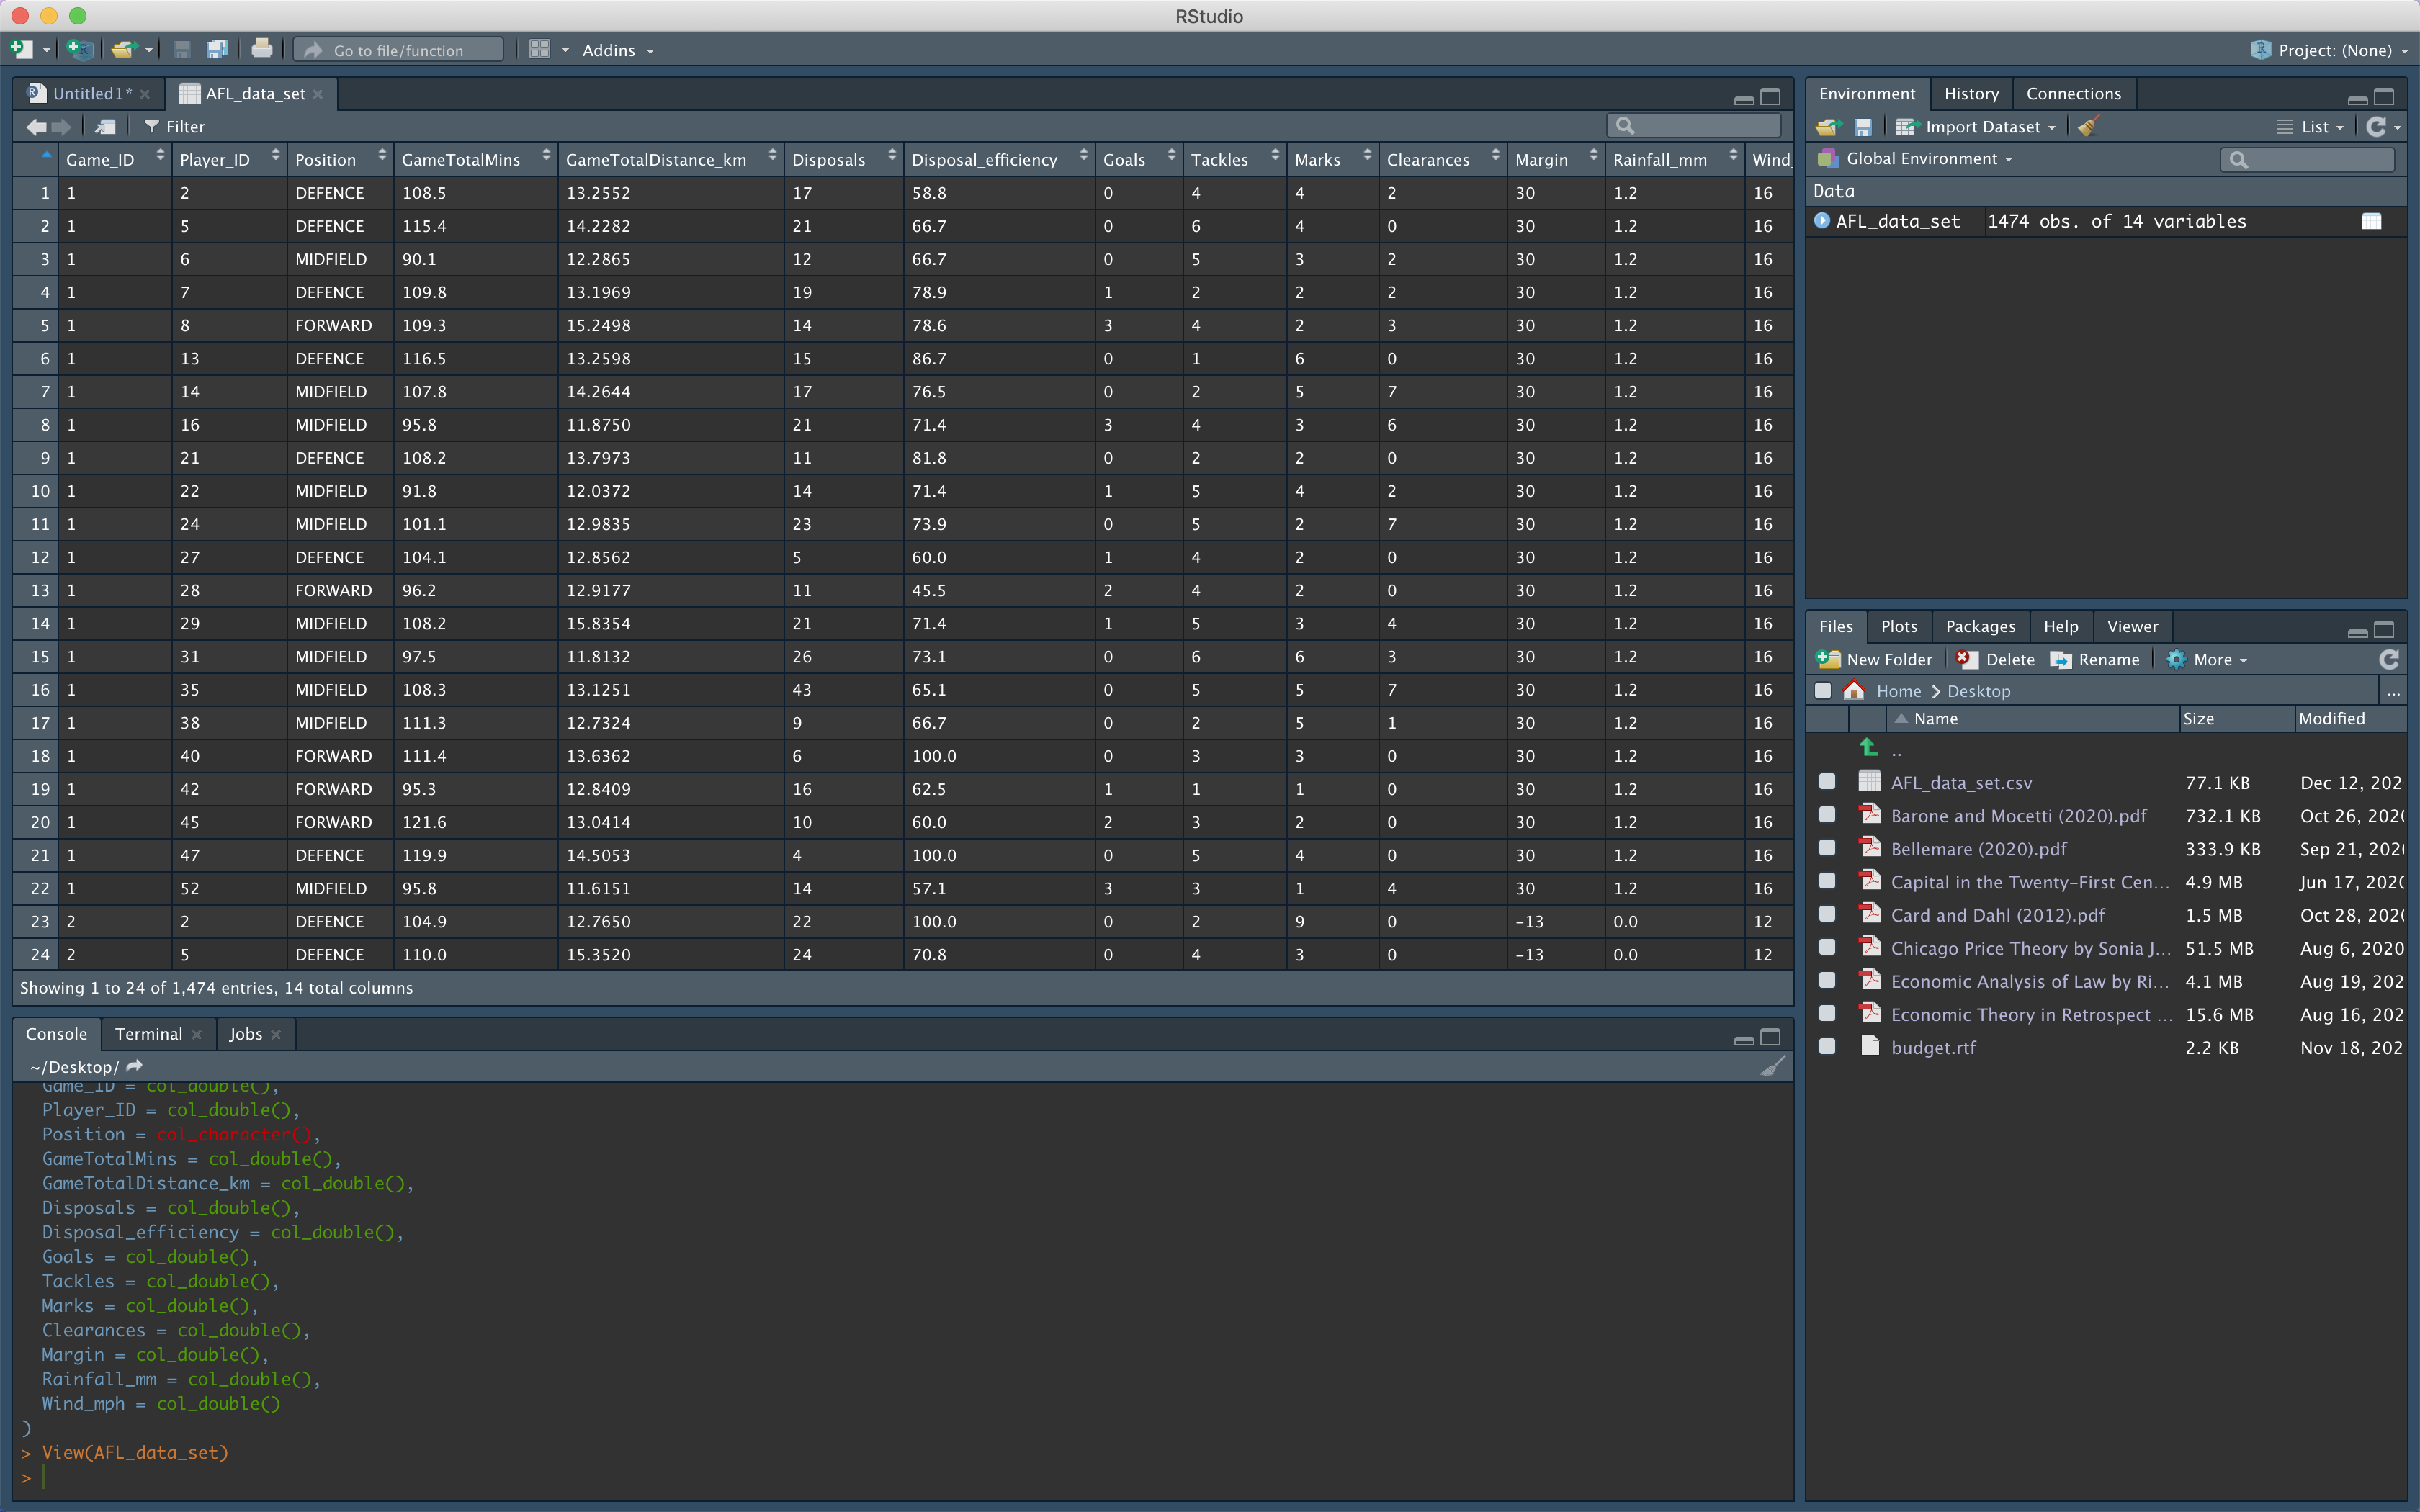 RStudio
Go to file/function Addins Project: (None)
Untitled1* AFL_data_set
Filter
Game_ID Player_ID Position GameTotalMins GameTotalDistance_km Disposals Disposal_efficiency Goals Tackles Marks Clearances Margin Rainfall_mm Wind_
1 1 2 DEFENCE 108.5 13.2552 17 58.8 0 4 4 2 30 1.2 16
2 1 5 DEFENCE 115.4 14.2282 21 66.7 0 6 4 0 30 1.2 16
3 1 6 MIDFIELD 90.1 12.2865 12 66.7 0 5 3 2 30 1.2 16
4 1 7 DEFENCE 109.8 13.1969 19 78.9 1 2 2 2 30 1.2 16
5 1 8 FORWARD 109.3 15.2498 14 78.6 3 4 2 3 30 1.2 16
6 1 13 DEFENCE 116.5 13.2598 15 86.7 0 1 6 0 30 1.2 16
7 1 14 MIDFIELD 107.8 14.2644 17 76.5 0 2 5 7 30 1.2 16
8 1 16 MIDFIELD 95.8 11.8750 21 71.4 3 4 3 6 30 1.2 16
9 1 21 DEFENCE 108.2 13.7973 11 81.8 0 2 2 0 30 1.2 16
10 1 22 MIDFIELD 91.8 12.0372 14 71.4 1 5 4 2 30 1.2 16
11 1 24 MIDFIELD 101.1 12.9835 23 73.9 0 5 2 7 30 1.2 16
12 1 27 DEFENCE 104.1 12.8562 5 60.0 1 4 2 0 30 1.2 16
13 1 28 FORWARD 96.2 12.9177 11 45.5 2 4 2 0 30 1.2 16
14 1 29 MIDFIELD 108.2 15.8354 21 71.4 1 5 3 4 30 1.2 16
15 1 31 MIDFIELD 97.5 11.8132 26 73.1 0 6 6 3 30 1.2 16
16 1 35 MIDFIELD 108.3 13.1251 43 65.1 0 5 5 7 30 1.2 16
17 1 38 MIDFIELD 111.3 12.7324 9 66.7 0 2 5 1 30 1.2 16
18 1 40 FORWARD 111.4 13.6362 6 100.0 0 3 3 0 30 1.2 16
19 1 42 FORWARD 95.3 12.8409 16 62.5 1 1 1 0 30 1.2 16
20 1 45 FORWARD 121.6 13.0414 10 60.0 2 3 2 0 30 1.2 16
21 1 47 DEFENCE 119.9 14.5053 4 100.0 0 5 4 0 30 1.2 16
22 1 52 MIDFIELD 95.8 11.6151 14 57.1 3 3 1 4 30 1.2 16
23 2 2 DEFENCE 104.9 12.7650 22 100.0 0 2 9 0 -13 0.0 12
24 2 5 DEFENCE 110.0 15.3520 24 70.8 0 4 3 0 -13 0.0 12
Showing 1 to 24 of 1,474 entries, 14 total columns
Console Terminal Jobs
~/Desktop/
Game_ID = col_double(),
Player_ID = col_double(),
Position = col_character(),
GameTotalMins = col_double(),
GameTotalDistance_km = col_double(),
Disposals = col_double(),
Disposal_efficiency = col_double(),
Goals = col_double(),
Tackles = col_double(),
Marks = col_double(),
Clearances = col_double(),
Margin = col_double(),
Rainfall_mm = col_double(),
Wind_mph = col_double()
)
> View(AFL_data_set)
>
Environment History Connections
Import Dataset List
Global Environment
Data
AFL_data_set 1474 obs. of 14 variables
Files Plots Packages Help Viewer
New Folder Delete Rename More
Home Desktop ...
Name Size Modified
..
AFL_data_set.csv 77.1 KB Dec 12, 202
Barone and Mocetti (2020).pdf 732.1 KB Oct 26, 202
Bellemare (2020).pdf 333.9 KB Sep 21, 202
Capital in the Twenty-First Cen... 4.9 MB Jun 17, 202
Card and Dahl (2012).pdf 1.5 MB Oct 28, 202
Chicago Price Theory by Sonia J... 51.5 MB Aug 6, 2020
Economic Analysis of Law by Ri... 4.1 MB Aug 19, 202
Economic Theory in Retrospect ... 15.6 MB Aug 16, 202
budget.rtf 2.2 KB Nov 18, 202